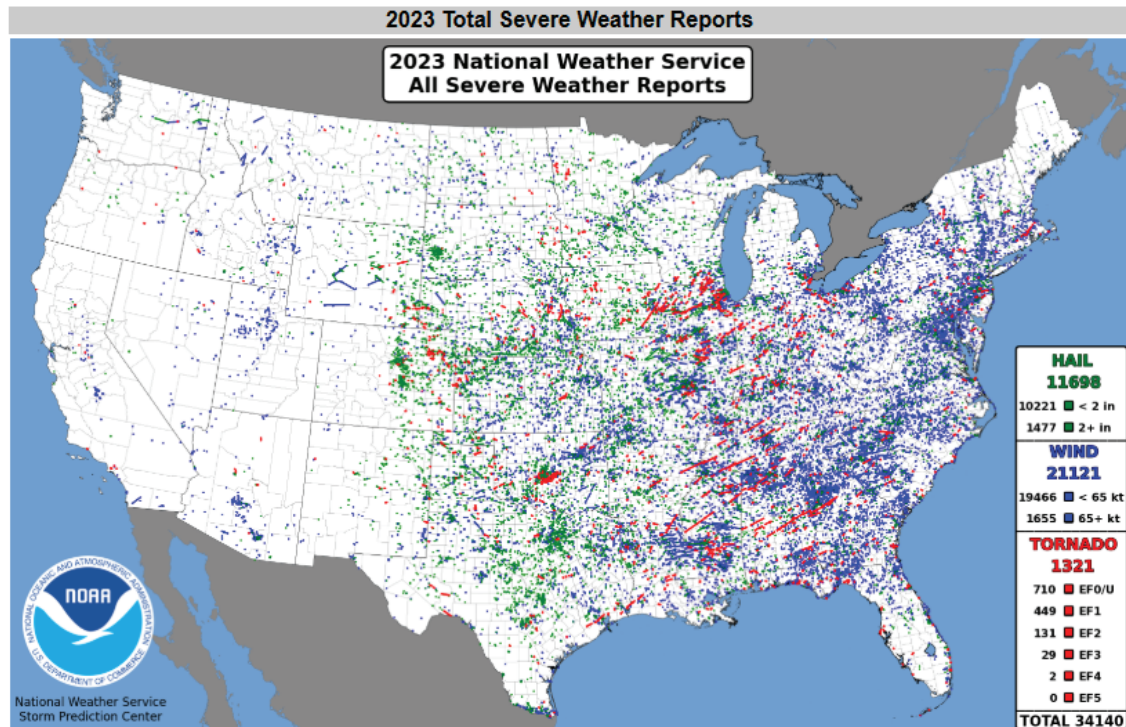 2023 Total Severe Weather Reports
2023 National Weather Service
All Severe Weather Reports
HAIL
11698
10221 < 2 in
1477 2+ in
WIND
21121
19466 < 65 kt
1655 65+ kt
TORNADO
1321
710 EF0/U
449 EF1
131 EF2
29 EF3
2 EF4
0 EF5
TOTAL 34140
NATIONAL OCEANIC AND ATMOSPHERIC ADMINISTRATION
NOAA
U.S. DEPARTMENT OF COMMERCE
National Weather Service
Storm Prediction Center